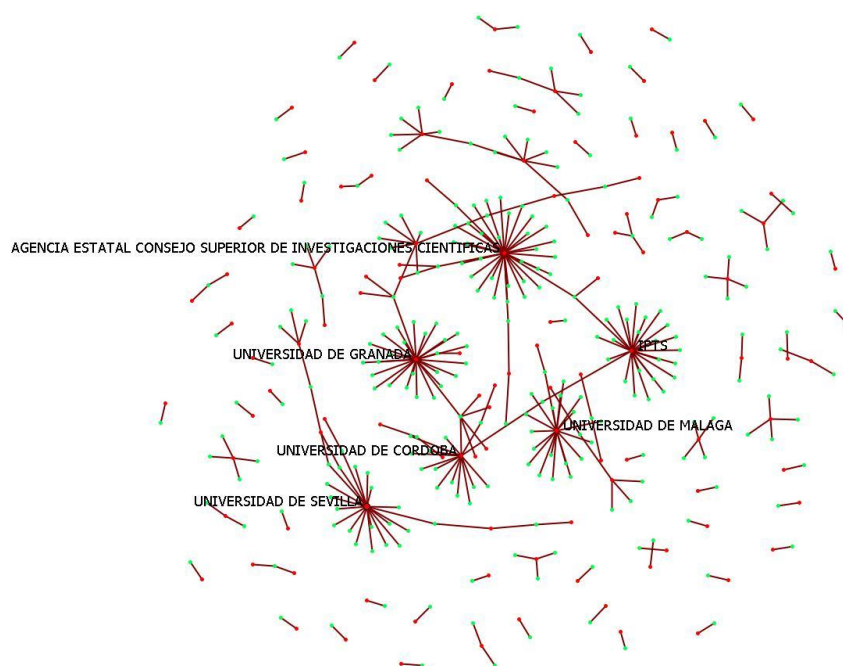 AGENCIA ESTATAL CONSEJO SUPERIOR DE INVESTIGACIONES CIENTIFICAS
IPTS
UNIVERSIDAD DE GRANADA
UNIVERSIDAD DE MALAGA
UNIVERSIDAD DE CORDOBA
UNIVERSIDAD DE SEVILLA